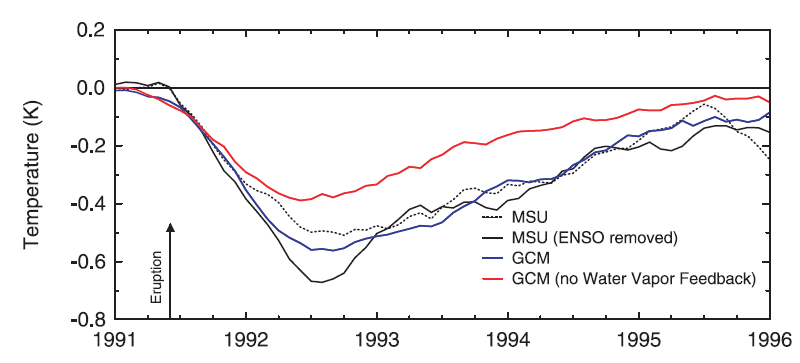 0.2
0.0
-0.2
-0.4
-0.6
-0.8
Temperature (K)
Eruption
MSU
MSU (ENSO removed)
GCM
GCM (no Water Vapor Feedback)
1991 1992 1993 1994 1995 1996